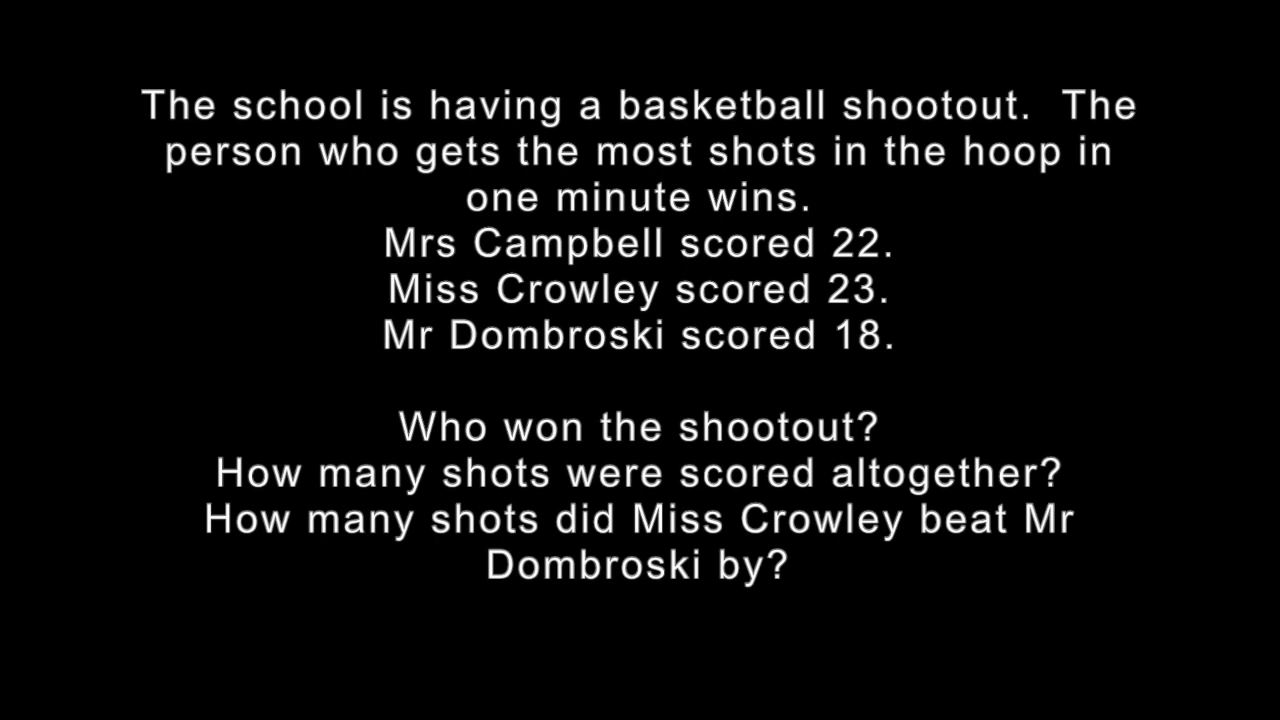 The school is having a basketball shootout.  The
person who gets the most shots in the hoop in
one minute wins.
Mrs Campbell scored 22.
Miss Crowley scored 23.
Mr Dombroski scored 18.
Who won the shootout?
How many shots were scored altogether?
How many shots did Miss Crowley beat Mr
Dombroski by?